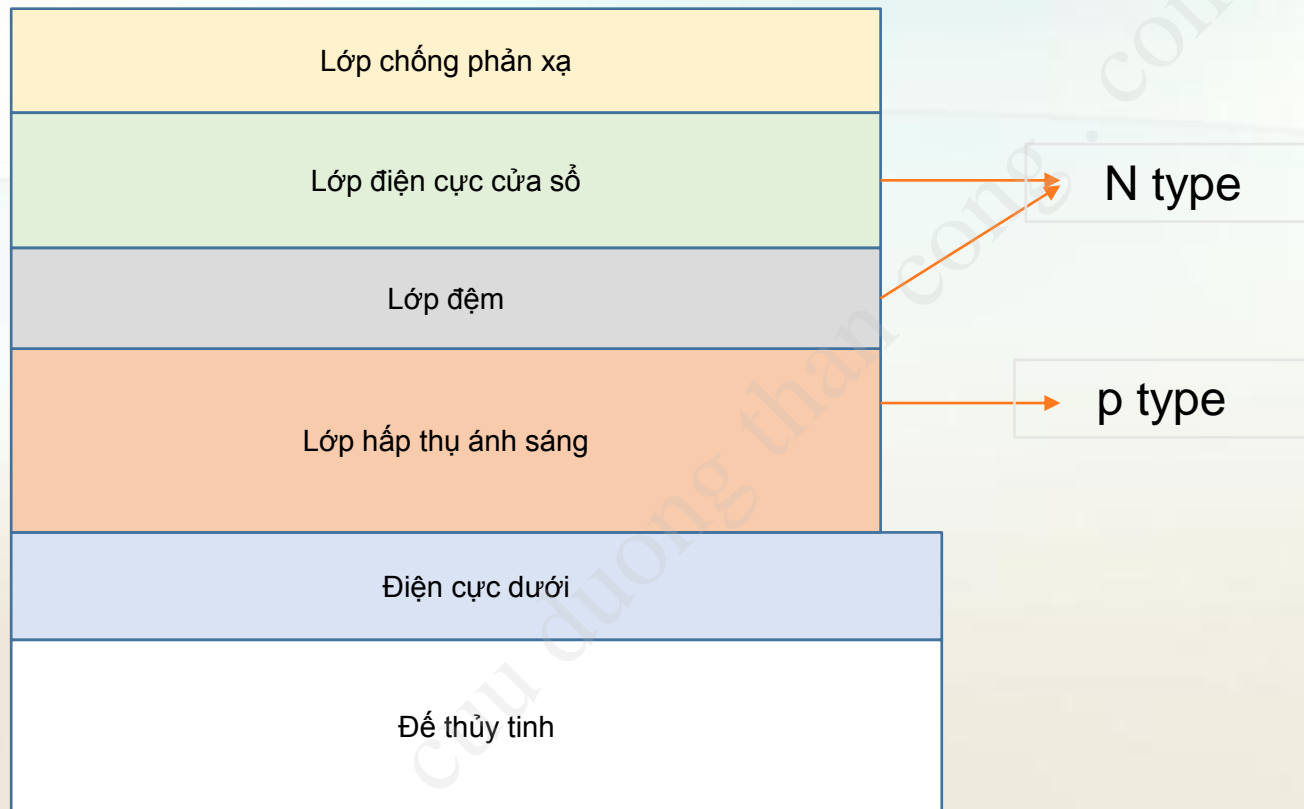 Lớp chống phản xạ
Lớp điện cực cửa sổ
N type
Lớp đệm
p type
Lớp hấp thụ ánh sáng
Điện cực dưới
Đế thủy tinh
cuu duong than cong . com